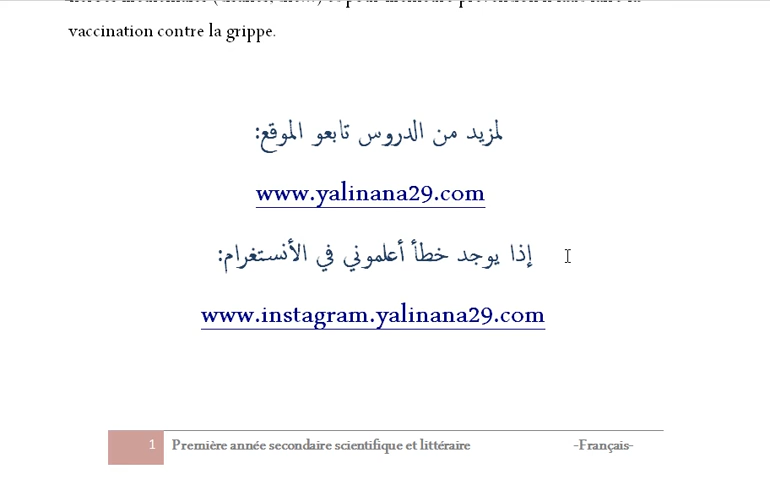 vaccination contre la grippe.
لمزيد من الدروس تابعو الموقع:
www.yalinana29.com
إذا يوجد خطأ أعلموني في الأنستغرام:
www.instagram.yalinana29.com
1 Première année secondaire scientifique et littéraire -Français-